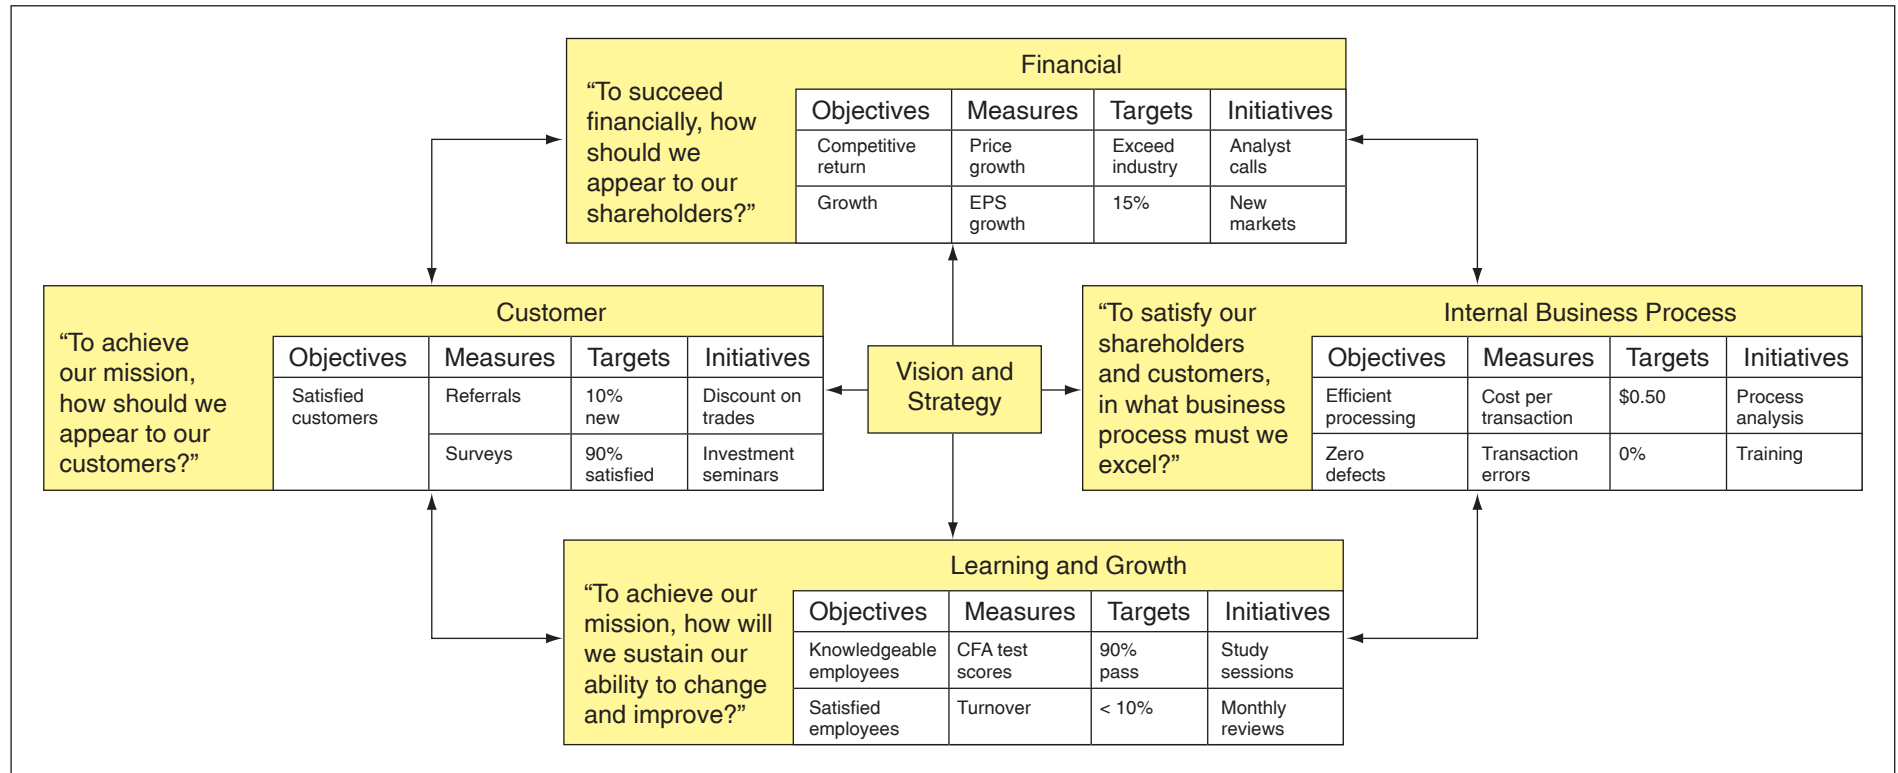 Financial
“To succeed
financially, how
should we
appear to our
shareholders?”
Objectives Measures Targets Initiatives
Competitive return Price growth Exceed industry Analyst calls
Growth EPS growth 15% New markets
Customer
“To achieve
our mission,
how should we
appear to our
customers?”
Objectives Measures Targets Initiatives
Satisfied customers Referrals 10% new Discount on trades
Surveys 90% satisfied Investment seminars
Vision and
Strategy
Internal Business Process
“To satisfy our
shareholders
and customers,
in what business
process must we
excel?”
Objectives Measures Targets Initiatives
Efficient processing Cost per transaction $0.50 Process analysis
Zero defects Transaction errors 0% Training
Learning and Growth
“To achieve our
mission, how will
we sustain our
ability to change
and improve?”
Objectives Measures Targets Initiatives
Knowledgeable employees CFA test scores 90% pass Study sessions
Satisfied employees Turnover < 10% Monthly reviews